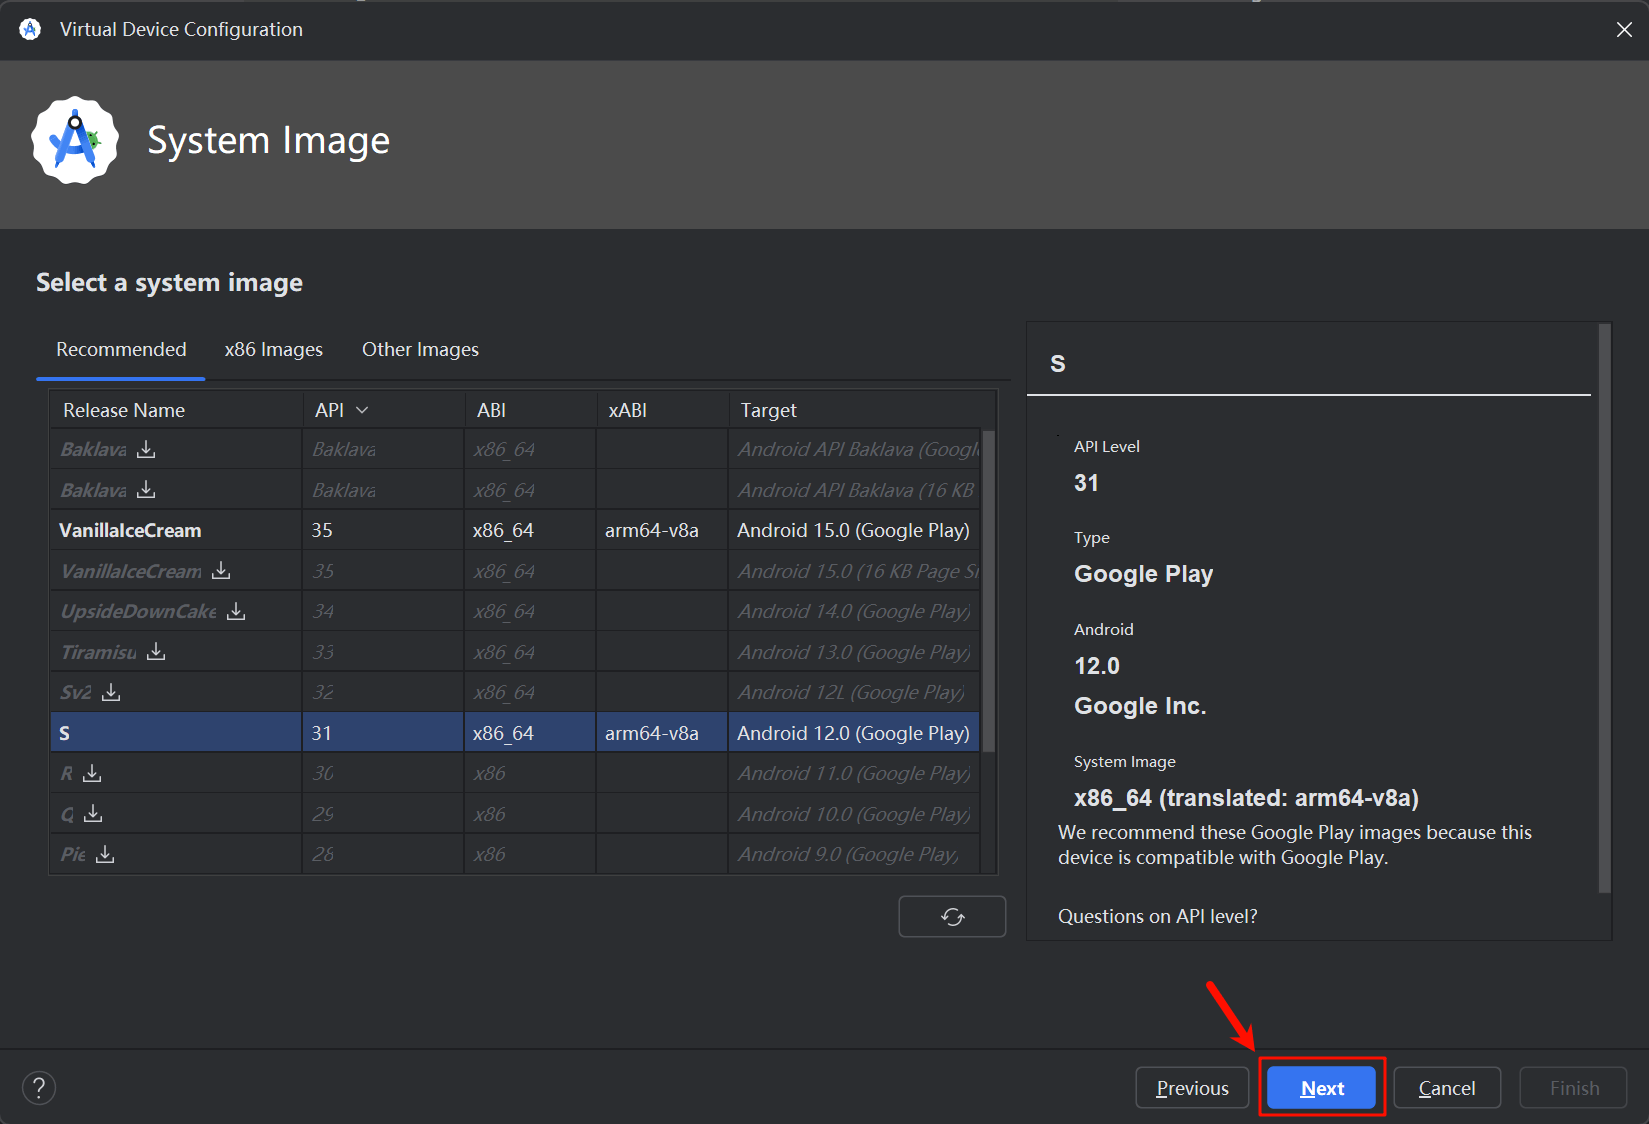 Virtual Device Configuration
System Image
Select a system image
Recommended x86 Images Other Images
Release Name API ABI xABI Target
Baklava Baklava x86_64 Android API Baklava (Googl
Baklava Baklava x86_64 Android API Baklava (16 KB
VanillaIceCream 35 x86_64 arm64-v8a Android 15.0 (Google Play)
VanillaIceCream 35 x86_64 Android 15.0 (16 KB Page Si
UpsideDownCake 34 x86_64 Android 14.0 (Google Play)
Tiramisu 33 x86_64 Android 13.0 (Google Play)
Sv2 32 x86_64 Android 12L (Google Play)
S 31 x86_64 arm64-v8a Android 12.0 (Google Play)
R 30 x86 Android 11.0 (Google Play)
Q 29 x86 Android 10.0 (Google Play)
Pie 28 x86 Android 9.0 (Google Play)
S
API Level
31
Type
Google Play
Android
12.0
Google Inc.
System Image
x86_64 (translated: arm64-v8a)
We recommend these Google Play images because this
device is compatible with Google Play.
Questions on API level?
? Previous Next Cancel Finish